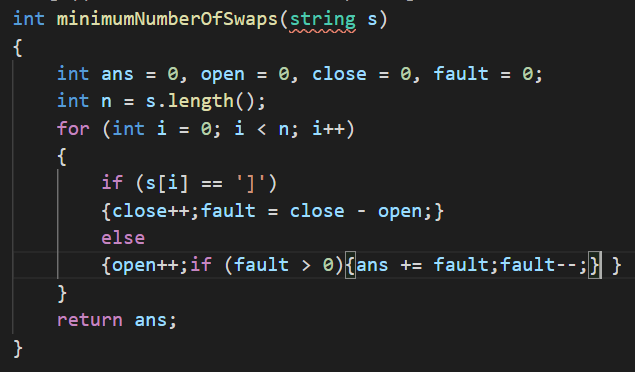 int minimumNumberOfSwaps(string s)
{
    int ans = 0, open = 0, close = 0, fault = 0;
    int n = s.length();
    for (int i = 0; i < n; i++)
    {
        if (s[i] == ']')
        {close++;fault = close - open;}
        else
        {open++;if (fault > 0){ans += fault;fault--;} }
    }
    return ans;
}